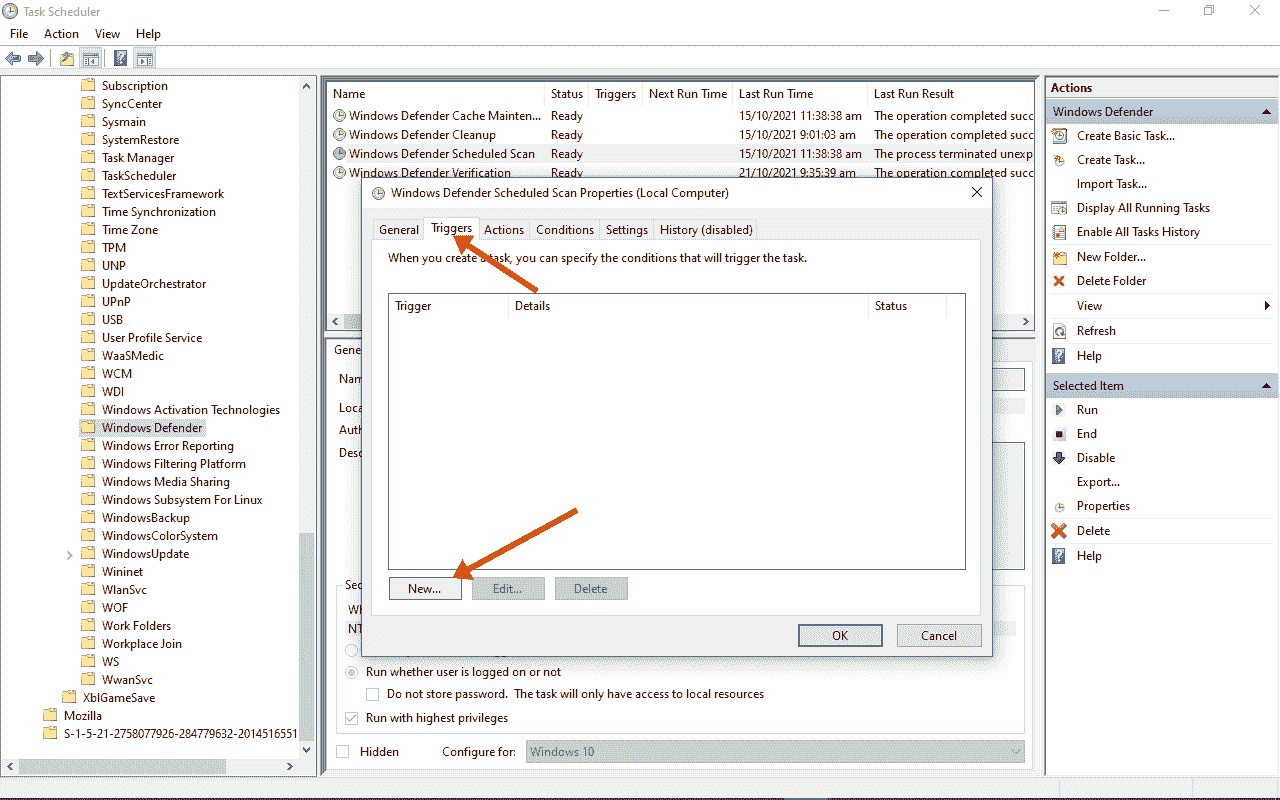 Task Scheduler
File Action View Help
Subscription
SyncCenter
Sysmain
SystemRestore
Task Manager
TaskScheduler
TextServicesFramework
Time Synchronization
Time Zone
TPM
UNP
UpdateOrchestrator
UPnP
USB
User Profile Service
WaaSMedic
WCM
WDI
Windows Activation Technologies
Windows Defender
Windows Error Reporting
Windows Filtering Platform
Windows Media Sharing
Windows Subsystem For Linux
WindowsBackup
WindowsColorSystem
WindowsUpdate
Wininet
WlanSvc
WOF
Work Folders
Workplace Join
WS
WwanSvc
XblGameSave
Mozilla
S-1-5-21-2758077926-284779632-2014516551
Name Status Triggers Next Run Time Last Run Time Last Run Result
Windows Defender Cache Mainten... Ready 15/10/2021 11:38:38 am The operation completed succ
Windows Defender Cleanup Ready 15/10/2021 9:01:03 am The operation completed succ
Windows Defender Scheduled Scan Ready 15/10/2021 11:38:38 am The process terminated unexp
Windows Defender Verification Ready 21/10/2021 9:35:39 am The operation completed succ
Windows Defender Scheduled Scan Properties (Local Computer)
General Triggers Actions Conditions Settings History (disabled)
When you create a task, you can specify the conditions that will trigger the task.
Trigger Details Status
New... Edit... Delete
OK Cancel
Gene
Nam
Loca
Auth
Desc
Sec
Wh
NT
Run whether user is logged on or not
Do not store password. The task will only have access to local resources
Run with highest privileges
Hidden Configure for: Windows 10
Actions
Windows Defender
Create Basic Task...
Create Task...
Import Task...
Display All Running Tasks
Enable All Tasks History
New Folder...
Delete Folder
View
Refresh
Help
Selected Item
Run
End
Disable
Export...
Properties
Delete
Help